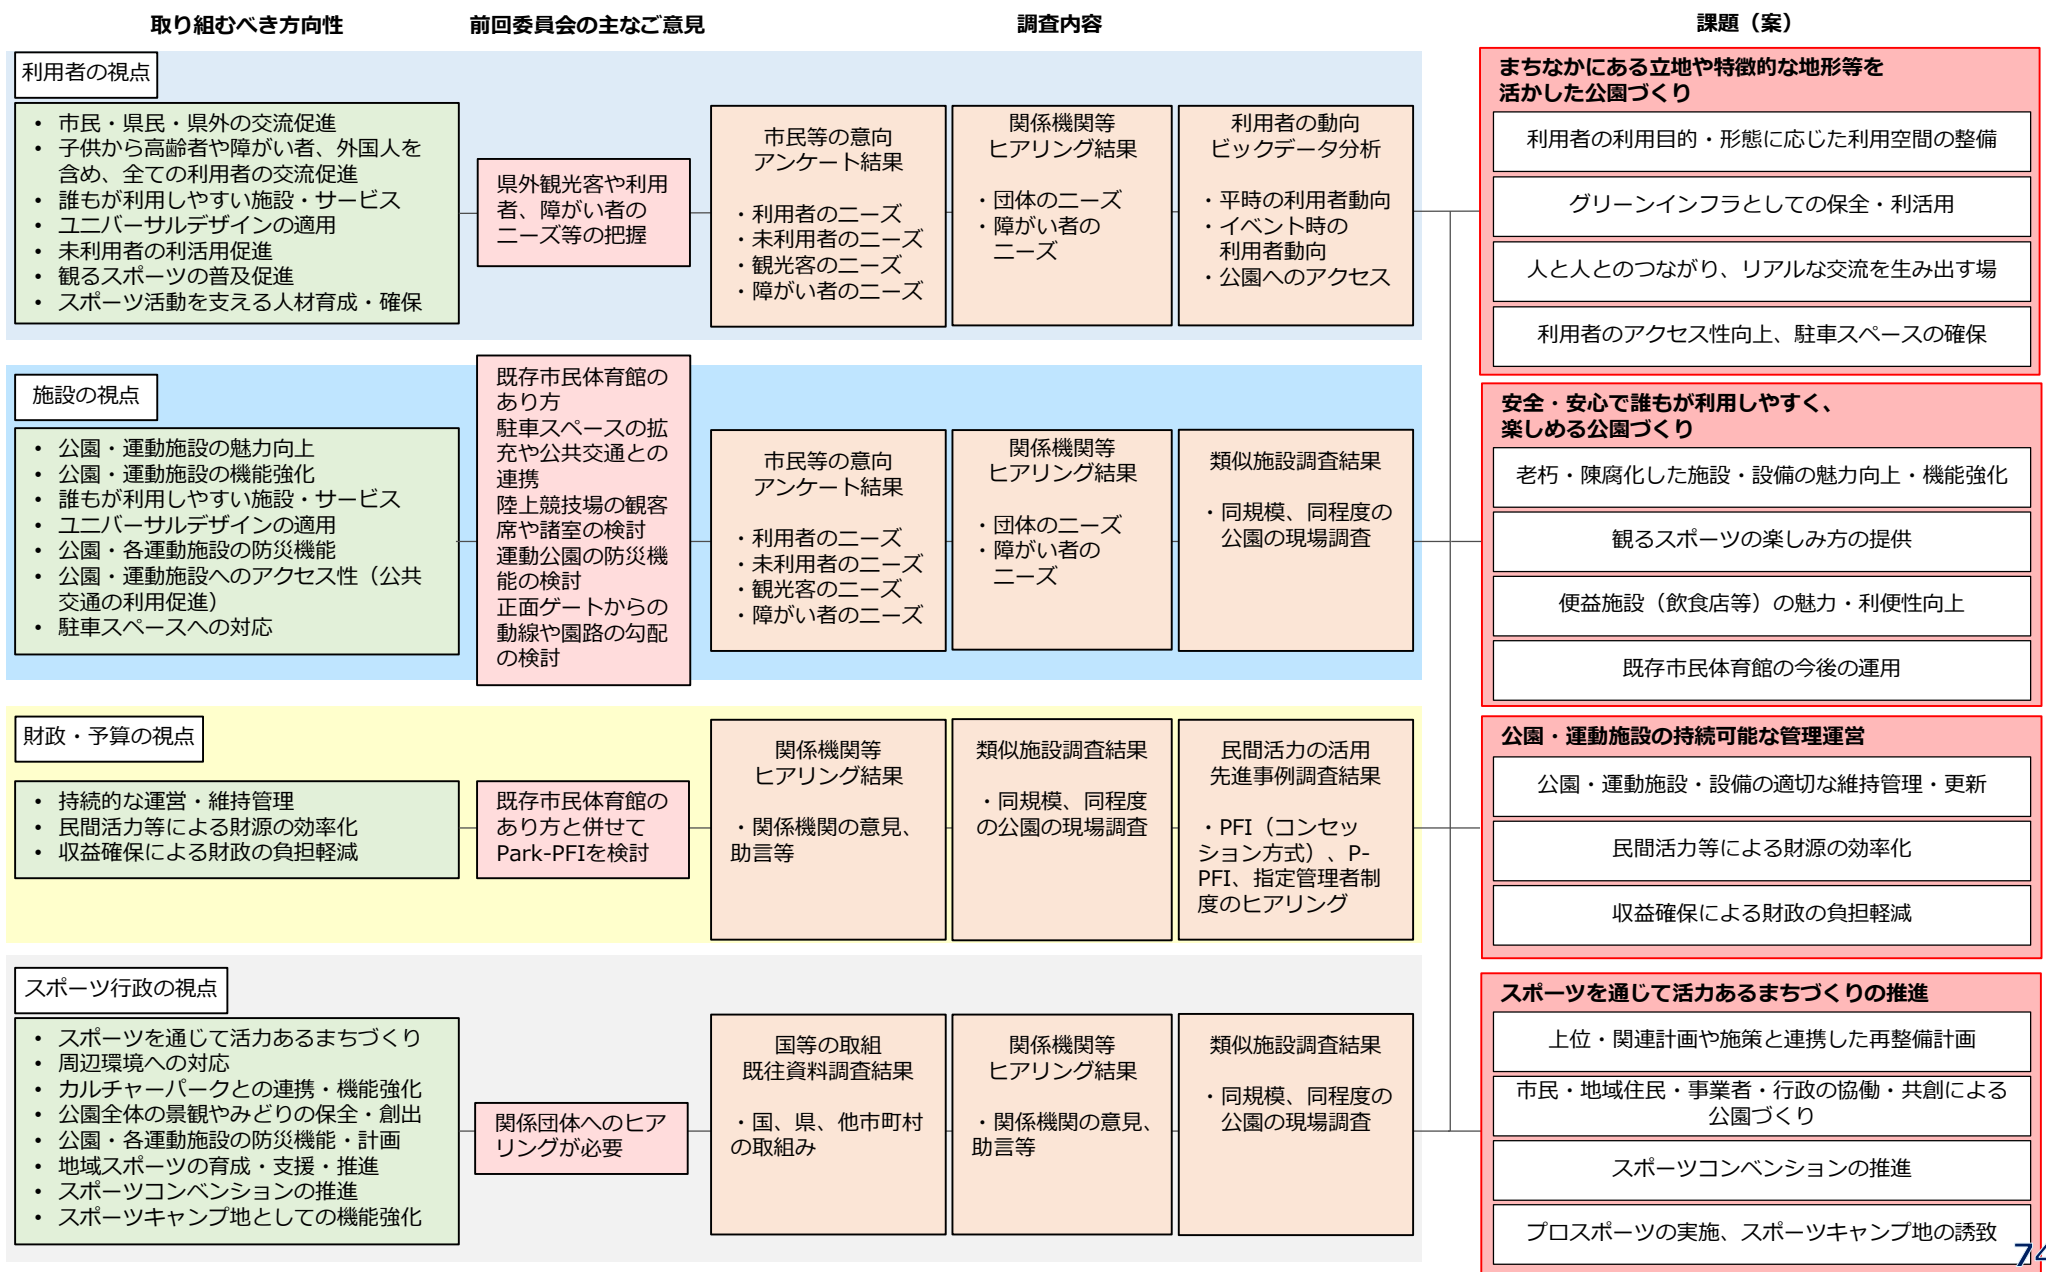 取り組むべき方向性
前回委員会の主なご意見
調査内容
課題（案）
利用者の視点
• 市民・県民・県外の交流促進
• 子供から高齢者や障がい者、外国人を
含め、全ての利用者の交流促進
• 誰もが利用しやすい施設・サービス
• ユニバーサルデザインの適用
• 未利用者の利活用促進
• 観るスポーツの普及促進
• スポーツ活動を支える人材育成・確保
県外観光客や利用
者、障がい者の
ニーズ等の把握
市民等の意向
アンケート結果
・利用者のニーズ
・未利用者のニーズ
・観光客のニーズ
・障がい者のニーズ
関係機関等
ヒアリング結果
・団体のニーズ
・障がい者の
ニーズ
利用者の動向
ビックデータ分析
・平時の利用者動向
・イベント時の
利用者動向
・公園へのアクセス
まちなかにある立地や特徴的な地形等を
活かした公園づくり
利用者の利用目的・形態に応じた利用空間の整備
グリーンインフラとしての保全・利活用
人と人とのつながり、リアルな交流を生み出す場
利用者のアクセス性向上、駐車スペースの確保
施設の視点
• 公園・運動施設の魅力向上
• 公園・運動施設の機能強化
• 誰もが利用しやすい施設・サービス
• ユニバーサルデザインの適用
• 公園・各運動施設の防災機能
• 公園・運動施設へのアクセス性（公共
交通の利用促進）
• 駐車スペースへの対応
既存市民体育館の
あり方
駐車スペースの拡
充や公共交通との
連携
陸上競技場の観客
席や諸室の検討
運動公園の防災機
能の検討
正面ゲートからの
動線や園路の勾配
の検討
市民等の意向
アンケート結果
・利用者のニーズ
・未利用者のニーズ
・観光客のニーズ
・障がい者のニーズ
関係機関等
ヒアリング結果
・団体のニーズ
・障がい者の
ニーズ
類似施設調査結果
・同規模、同程度の
公園の現場調査
安全・安心で誰もが利用しやすく、
楽しめる公園づくり
老朽・陳腐化した施設・設備の魅力向上・機能強化
観るスポーツの楽しみ方の提供
便益施設（飲食店等）の魅力・利便性向上
既存市民体育館の今後の運用
財政・予算の視点
• 持続的な運営・維持管理
• 民間活力等による財源の効率化
• 収益確保による財政の負担軽減
既存市民体育館の
あり方と併せて
Park-PFIを検討
関係機関等
ヒアリング結果
・関係機関の意見、
助言等
類似施設調査結果
・同規模、同程度
の公園の現場調査
民間活力の活用
先進事例調査結果
・PFI（コンセッ
ション方式）、P-
PFI、指定管理者制
度のヒアリング
公園・運動施設の持続可能な管理運営
公園・運動施設・設備の適切な維持管理・更新
民間活力等による財源の効率化
収益確保による財政の負担軽減
スポーツ行政の視点
• スポーツを通じて活力あるまちづくり
• 周辺環境への対応
• カルチャーパークとの連携・機能強化
• 公園全体の景観やみどりの保全・創出
• 公園・各運動施設の防災機能・計画
• 地域スポーツの育成・支援・推進
• スポーツコンベンションの推進
• スポーツキャンプ地としての機能強化
関係団体へのヒア
リングが必要
国等の取組
既往資料調査結果
・国、県、他市町村
の取組み
関係機関等
ヒアリング結果
・関係機関の意見、
助言等
類似施設調査結果
・同規模、同程度の
公園の現場調査
スポーツを通じて活力あるまちづくりの推進
上位・関連計画や施策と連携した再整備計画
市民・地域住民・事業者・行政の協働・共創による
公園づくり
スポーツコンベンションの推進
プロスポーツの実施、スポーツキャンプ地の誘致
74